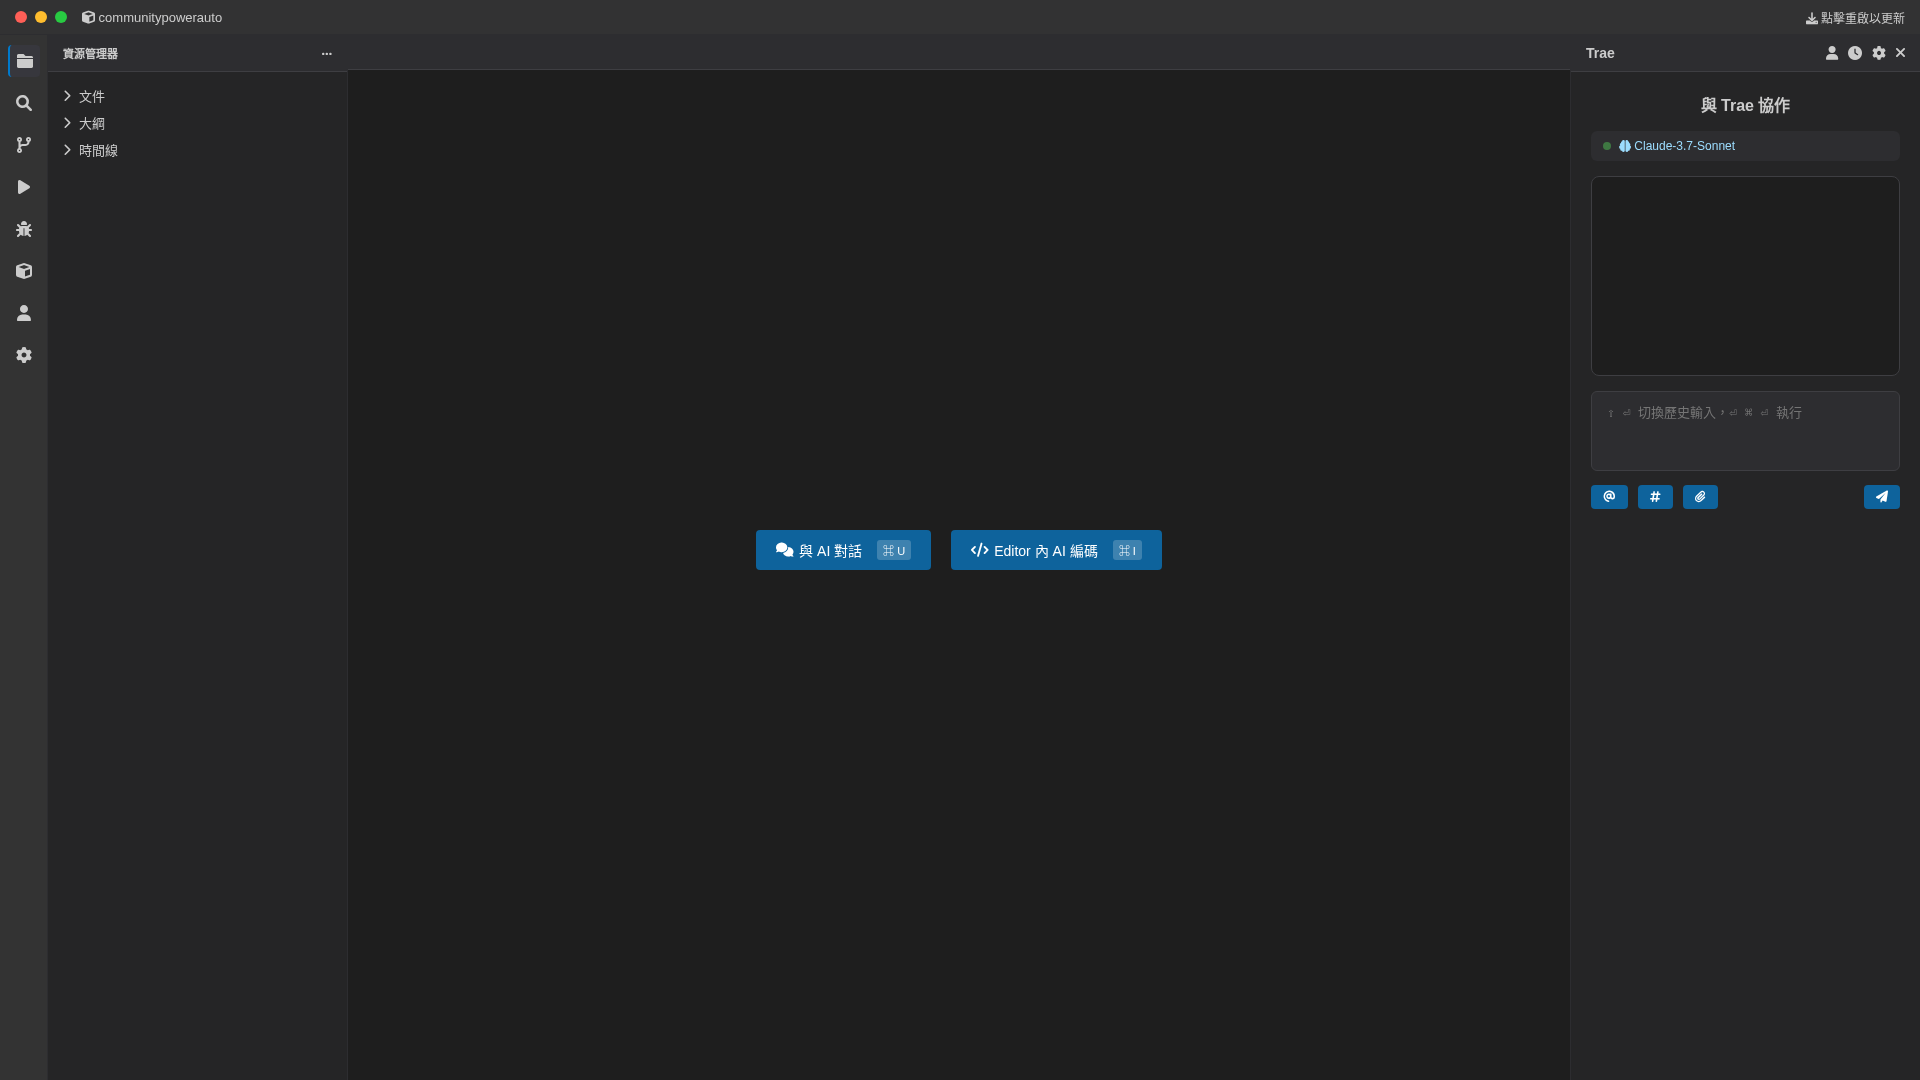 communitypowerauto
點擊重啟以更新
資源管理器
文件
大綱
時間線
與 AI 對話 ⌘ U
Editor 內 AI 編碼 ⌘ I
Trae
與 Trae 協作
Claude-3.7-Sonnet
⇧ ⏎ 切換歷史輸入，⏎ ⌘ ⏎ 執行